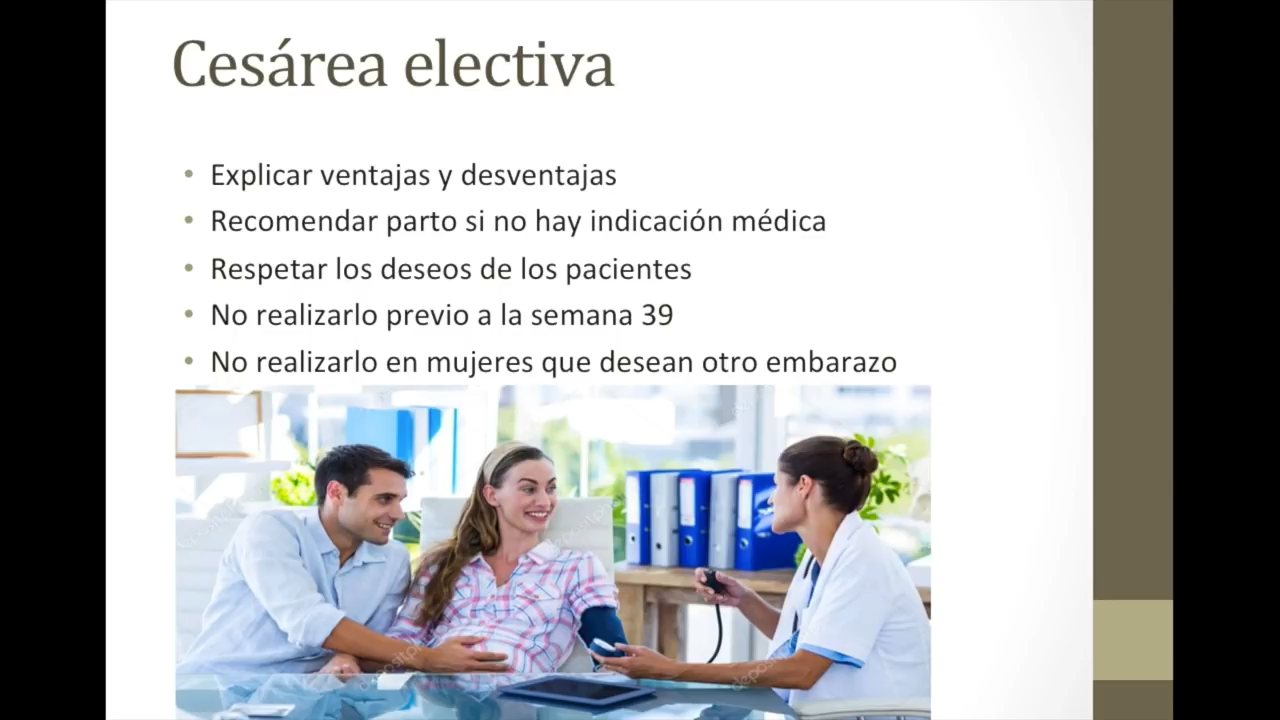 Cesárea electiva
• Explicar ventajas y desventajas
• Recomendar parto si no hay indicación médica
• Respetar los deseos de los pacientes
• No realizarlo previo a la semana 39
• No realizarlo en mujeres que desean otro embarazo